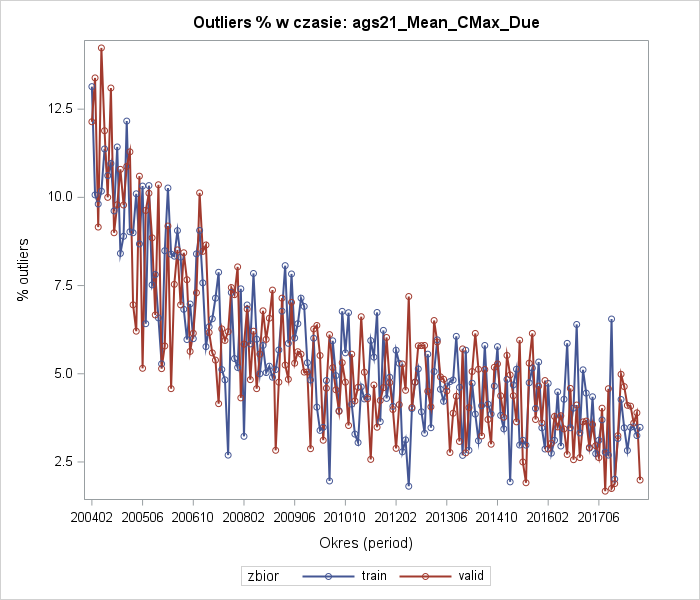 Outliers % w czasie: ags21_Mean_CMax_Due
% outliers
12.5
10.0
7.5
5.0
2.5
200402 200506 200610 200802 200906 201010 201202 201306 201410 201602 201706
Okres (period)
zbior train valid